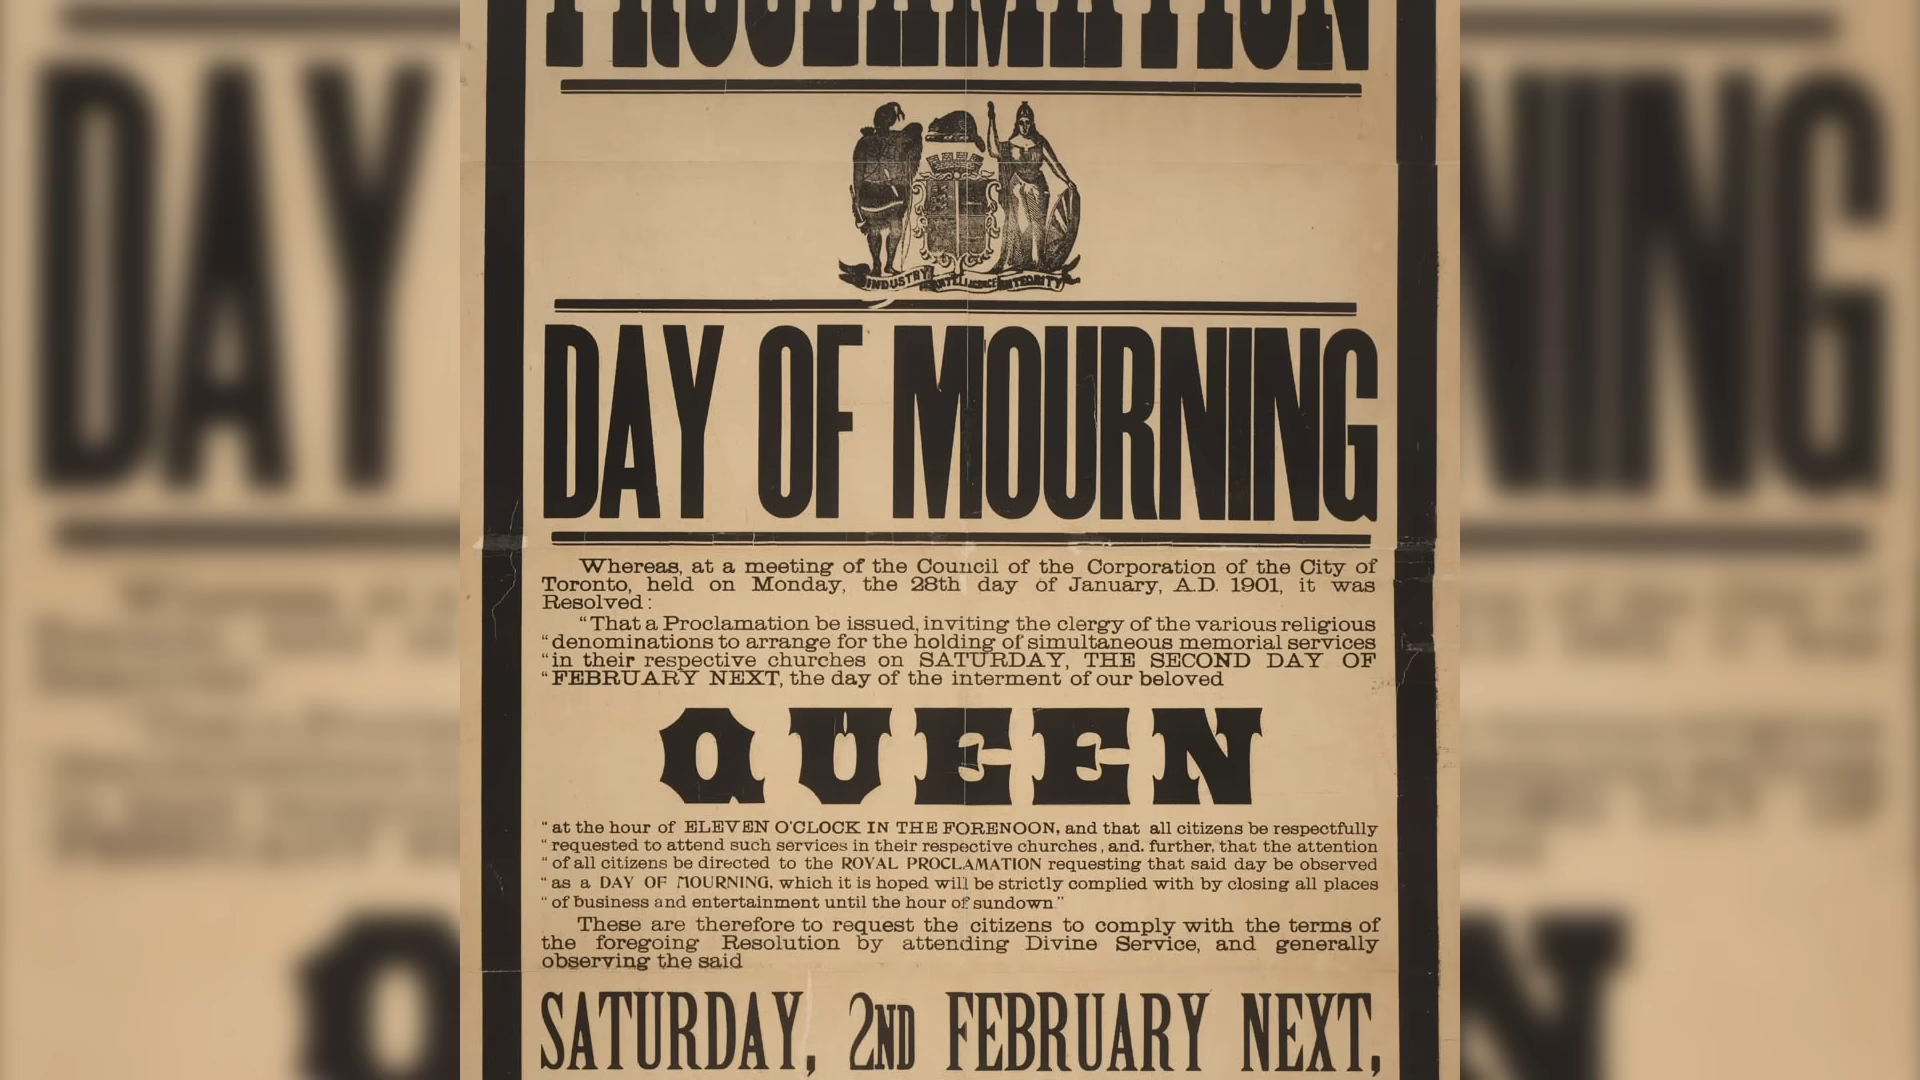 PROCLAMATION
INDUSTRY INTELLIGENCE INTEGRITY
DAY OF MOURNING
Whereas, at a meeting of the Council of the Corporation of the City of
Toronto, held on Monday, the 28th day of January, A.D. 1901, it was
Resolved:
"That a Proclamation be issued, inviting the clergy of the various religious
"denominations to arrange for the holding of simultaneous memorial services
"in their respective churches on SATURDAY, THE SECOND DAY OF
"FEBRUARY NEXT, the day of the interment of our beloved
QUEEN
"at the hour of ELEVEN O'CLOCK IN THE FORENOON, and that all citizens be respectfully
"requested to attend such services in their respective churches, and. further, that the attention
"of all citizens be directed to the ROYAL PROCLAMATION requesting that said day be observed
"as a DAY OF MOURNING, which it is hoped will be strictly complied with by closing all places
"of business and entertainment until the hour of sundown"
These are therefore to request the citizens to comply with the terms of
the foregoing Resolution by attending Divine Service, and generally
observing the said
SATURDAY, 2ND FEBRUARY NEXT,